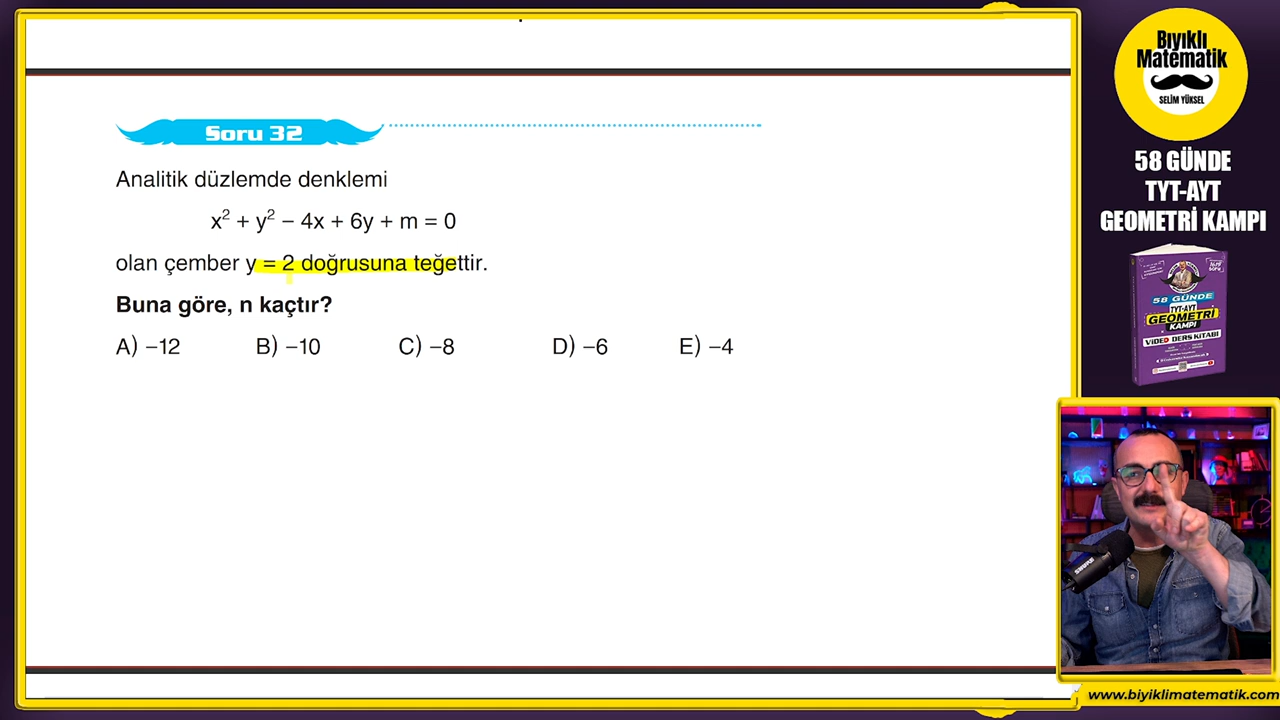 Soru 32
Analitik düzlemde denklemi
x² + y² − 4x + 6y + m = 0
olan çember y = 2 doğrusuna teğettir.
Buna göre, n kaçtır?
A) −12 B) −10 C) −8 D) −6 E) −4
Bıyıklı
Matematik
SELİM YÜKSEL
58 GÜNDE
TYT-AYT
GEOMETRİ KAMPI
58 GÜNDE
TYT-AYT
GEOMETRİ
KAMPI
VİDEO DERS KİTABI
www.biyiklimatematik.com